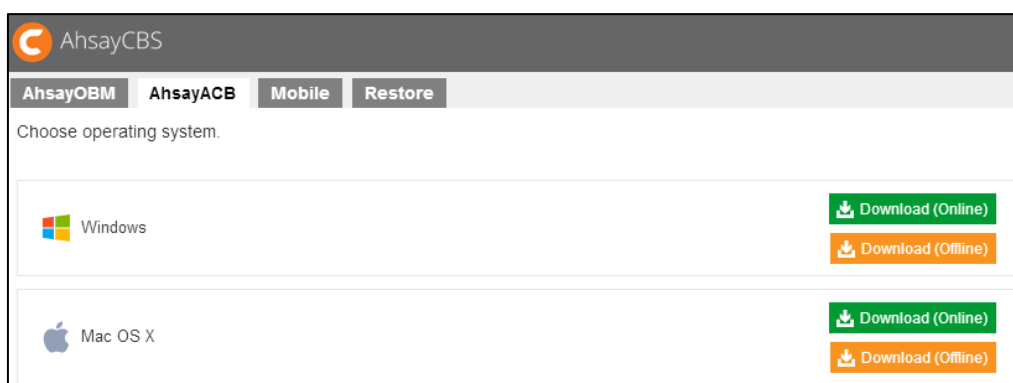 AhsayCBS
AhsayOBM AhsayACB Mobile Restore
Choose operating system.
Download (Online)
Windows
Download (Offline)
Download (Online)
Mac OS X
Download (Offline)